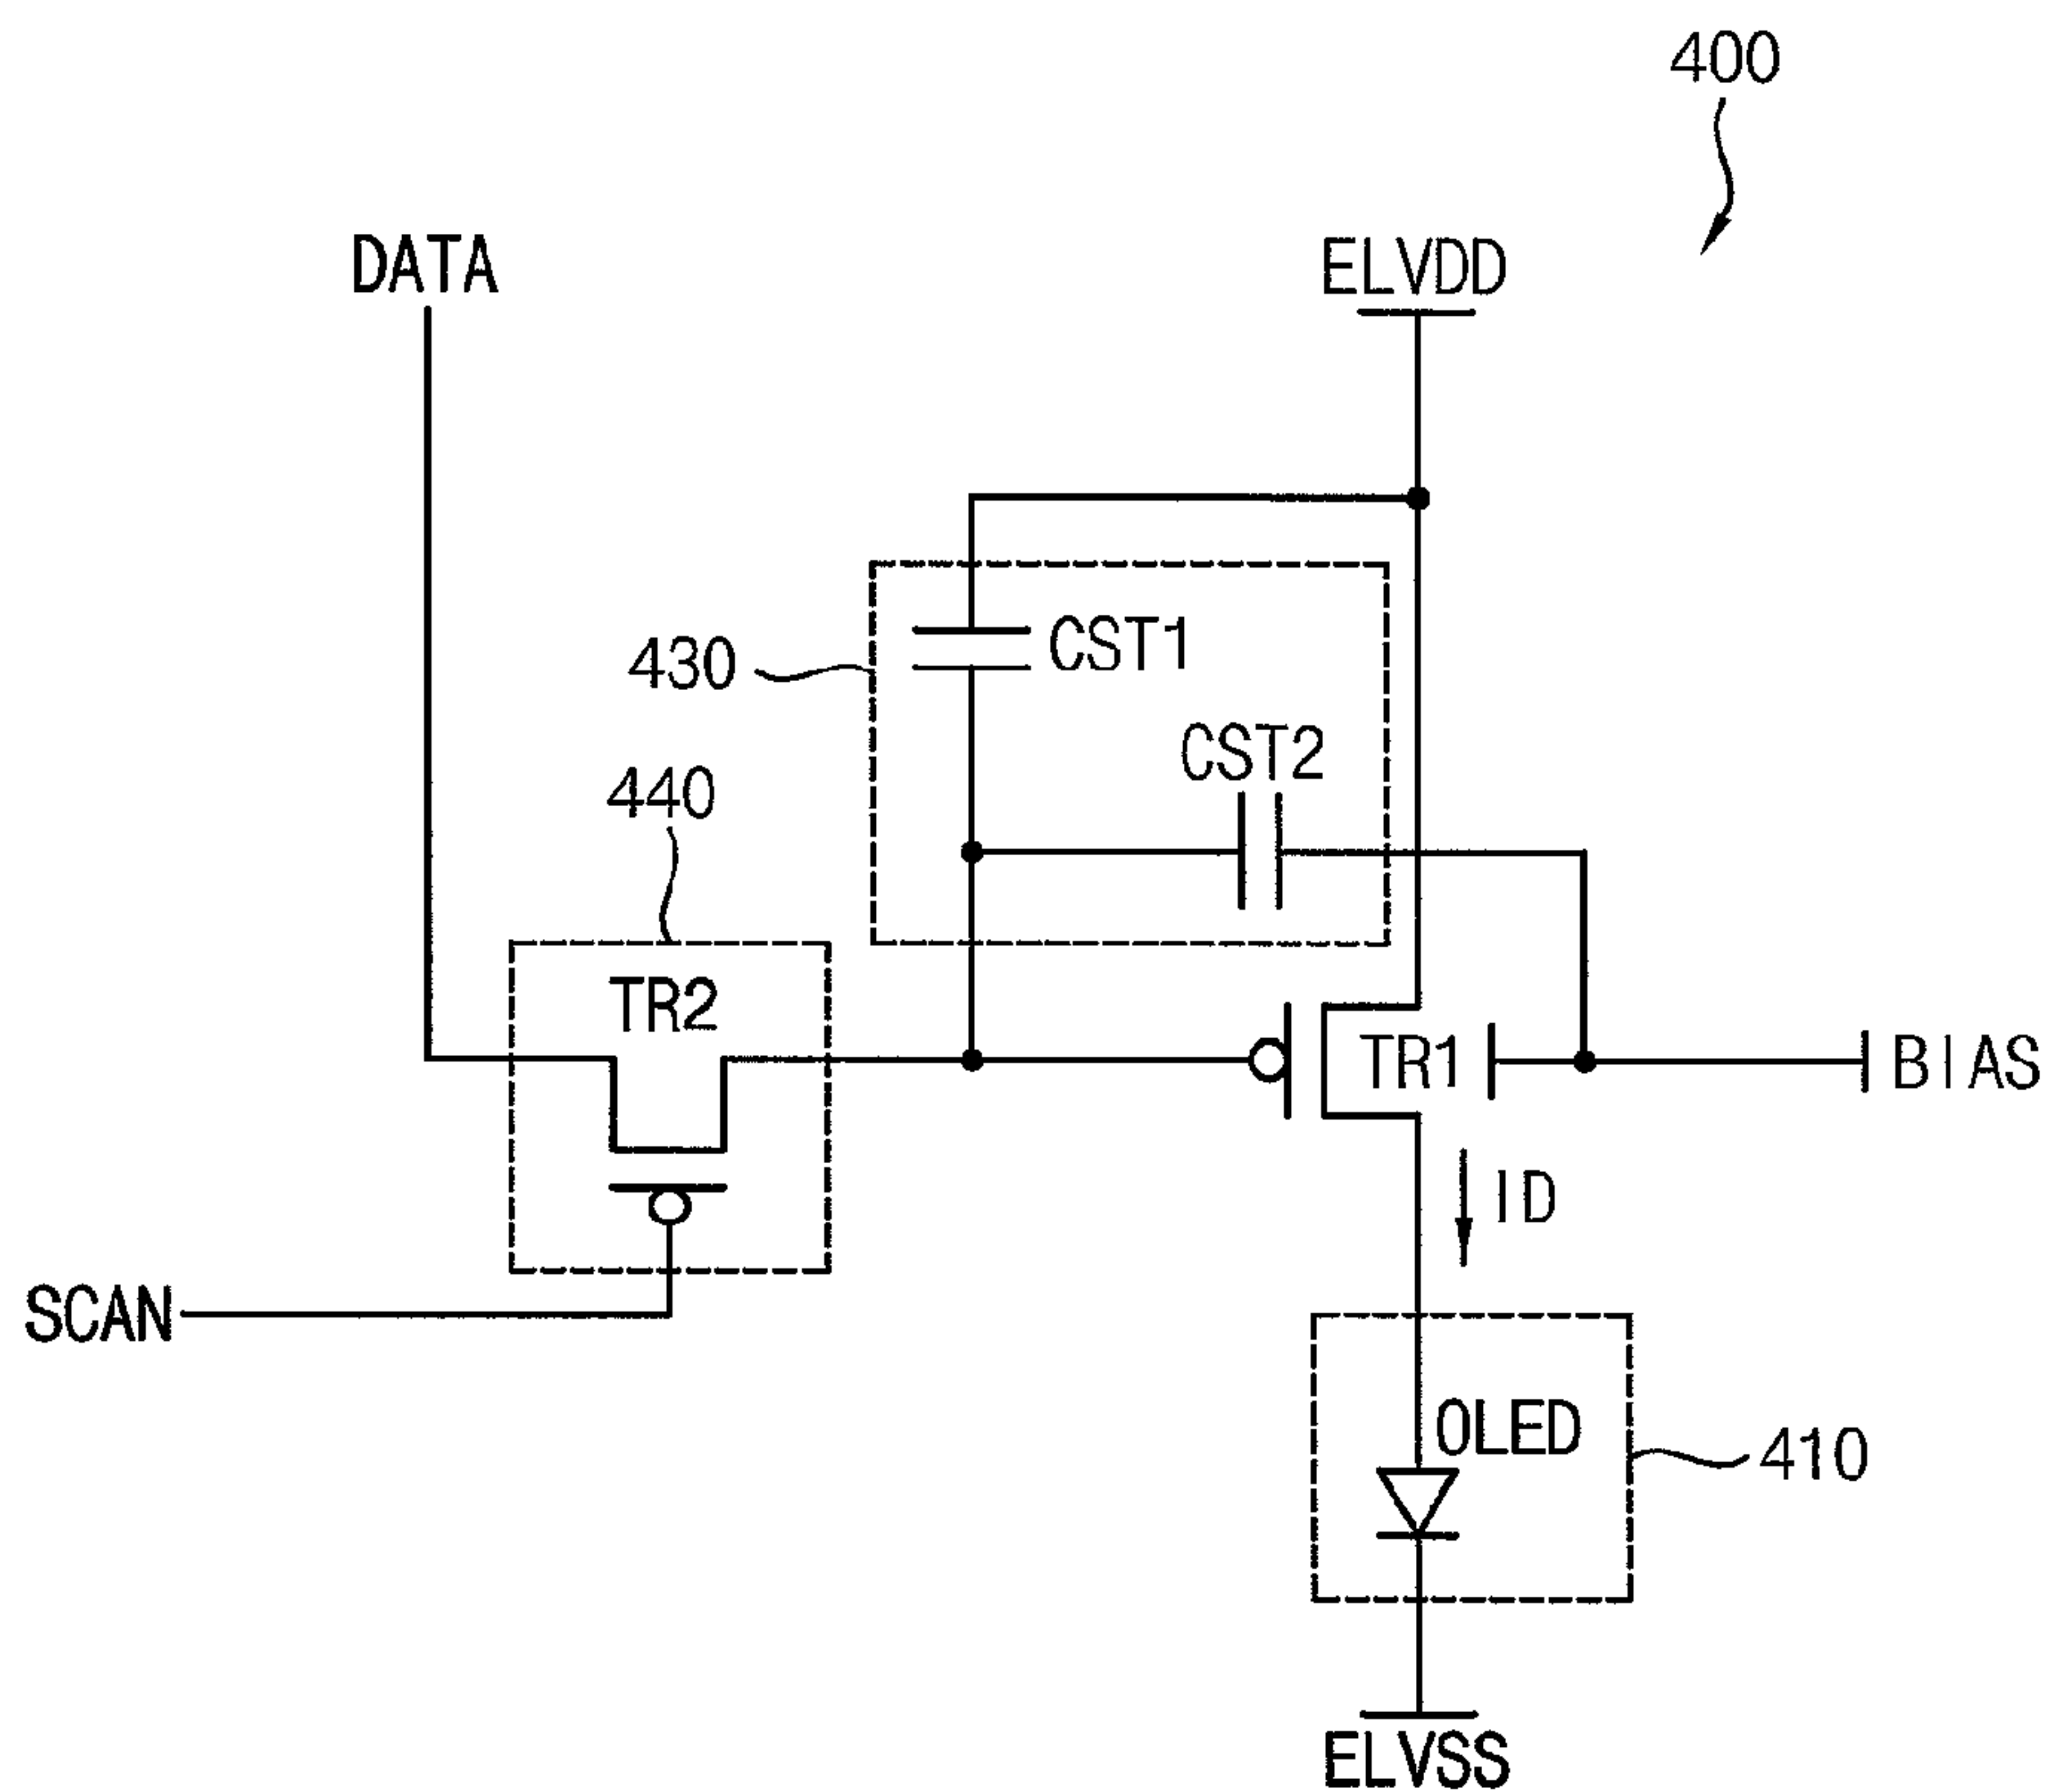 400
DATA
ELVDD
430
CST1
CST2
440
TR2
TR1
BIAS
ID
SCAN
OLED
410
ELVSS